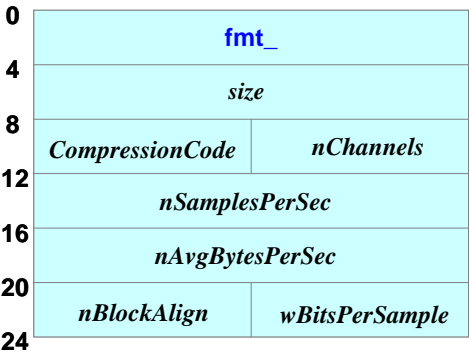 0
fmt_
4
size
8
CompressionCode nChannels
12
nSamplesPerSec
16
nAvgBytesPerSec
20
nBlockAlign wBitsPerSample
24